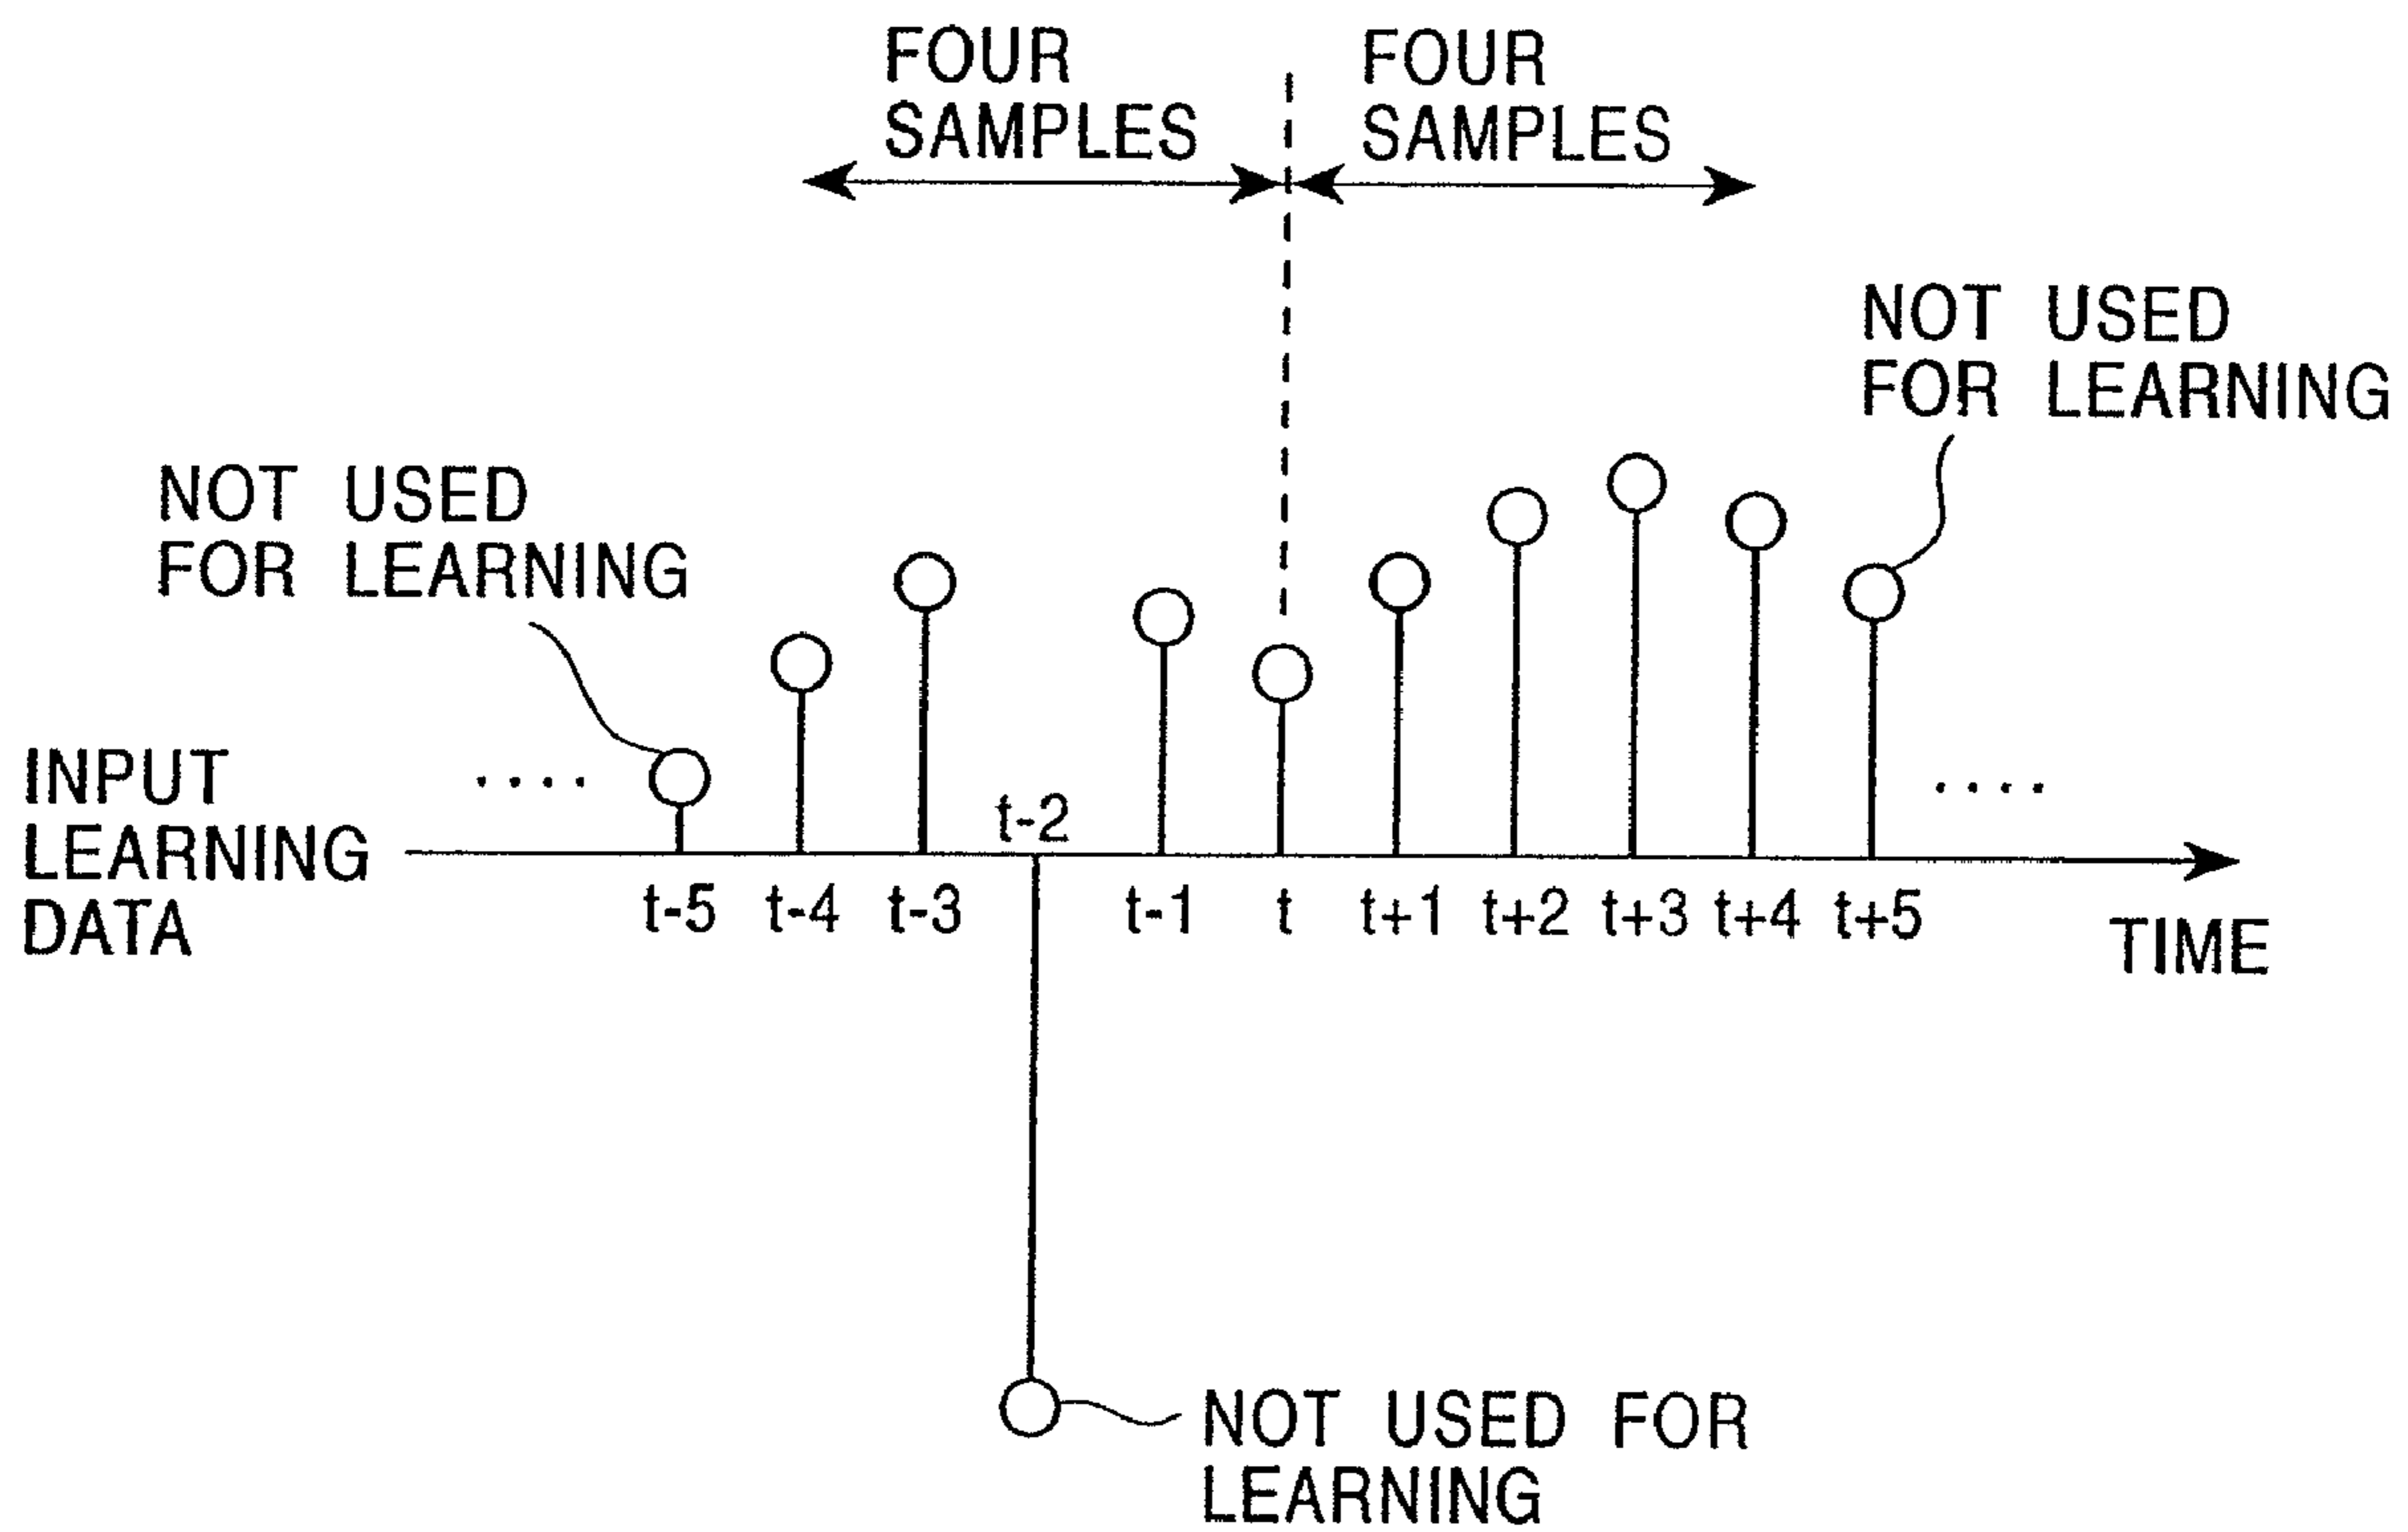 FOUR
SAMPLES
FOUR
SAMPLES
NOT USED
FOR LEARNING
NOT USED
FOR LEARNING
INPUT
LEARNING
DATA
....
....
t-2
t-5 t-4 t-3 t-1 t t+1 t+2 t+3 t+4 t+5
TIME
NOT USED FOR
LEARNING